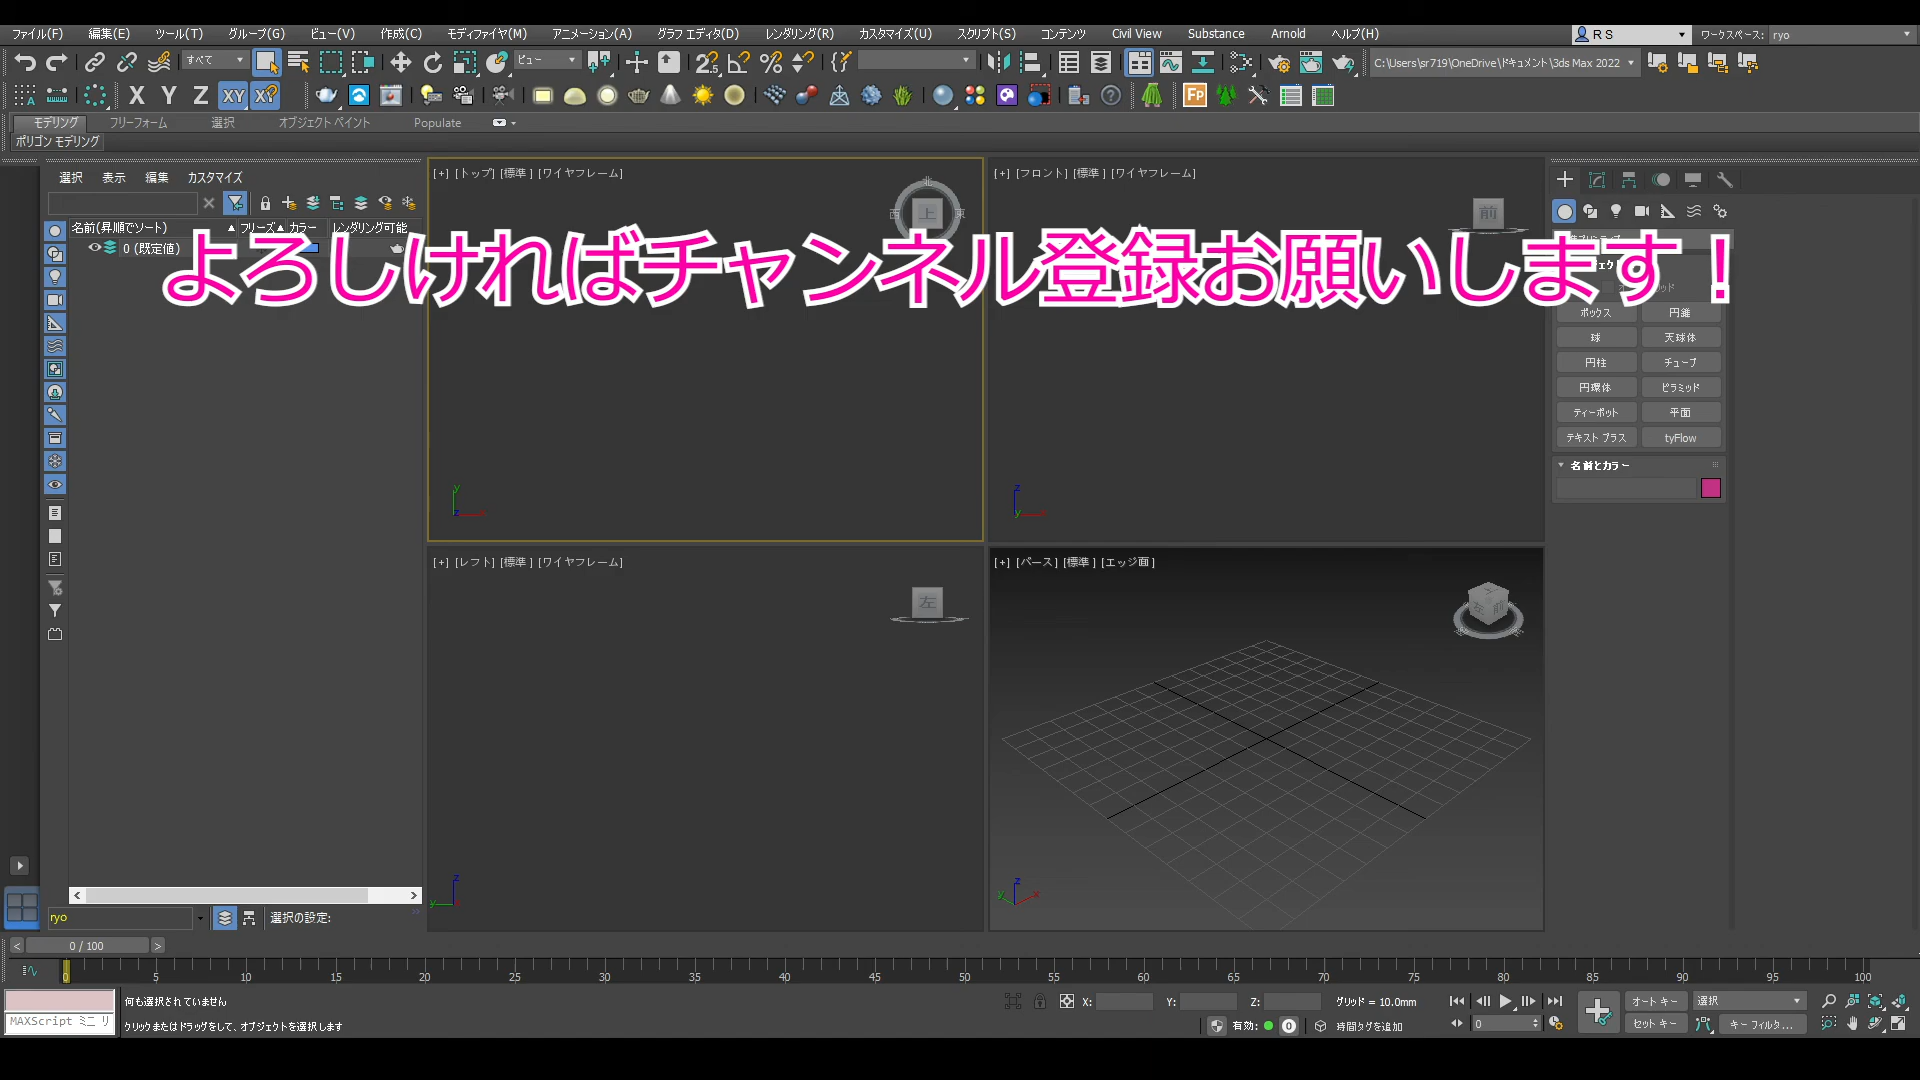 ファイル(F) 編集(E) ツール(T) グループ(G) ビュー(V) 作成(C) モディファイヤ(M) アニメーション(A) グラフ エディタ(D) レンダリング(R) カスタマイズ(U) スクリプト(S) コンテンツ Civil View Substance Arnold ヘルプ(H) R S ワークスペース: ryo
すべて ビュー C:\Users\sr719\OneDrive\ドキュメント\3ds Max 2022
X Y Z XY
モデリング フリーフォーム 選択 オブジェクト ペイント Populate
ポリゴン モデリング
選択 表示 編集 カスタマイズ
[+] [トップ] [標準 ] [ワイヤフレーム]
[+] [フロント] [標準 ] [ワイヤフレーム]
北
西 上 東
前
名前(昇順でソート) フリーズ カラー レンダリング可能
0 (既定値)
よろしければチャンネル登録お願いします！
ボックス 円錐
球 天球体
円柱 チューブ
円環体 ピラミッド
ティーポット 平面
テキスト プラス tyFlow
名前とカラー
[+] [レフト] [標準 ] [ワイヤフレーム]
[+] [パース] [標準 ] [エッジ面]
左
左 前
ryo 選択の設定:
0 / 100
0 5 10 15 20 25 30 35 40 45 50 55 60 65 70 75 80 85 90 95 100
何も選択されていません X: Y: Z: グリッド = 10.0mm オート キー 選択
MAXScript ミニ リ クリックまたはドラッグをして、オブジェクトを選択します 有効: 時間タグを追加 0 セット キー キー フィルタ...